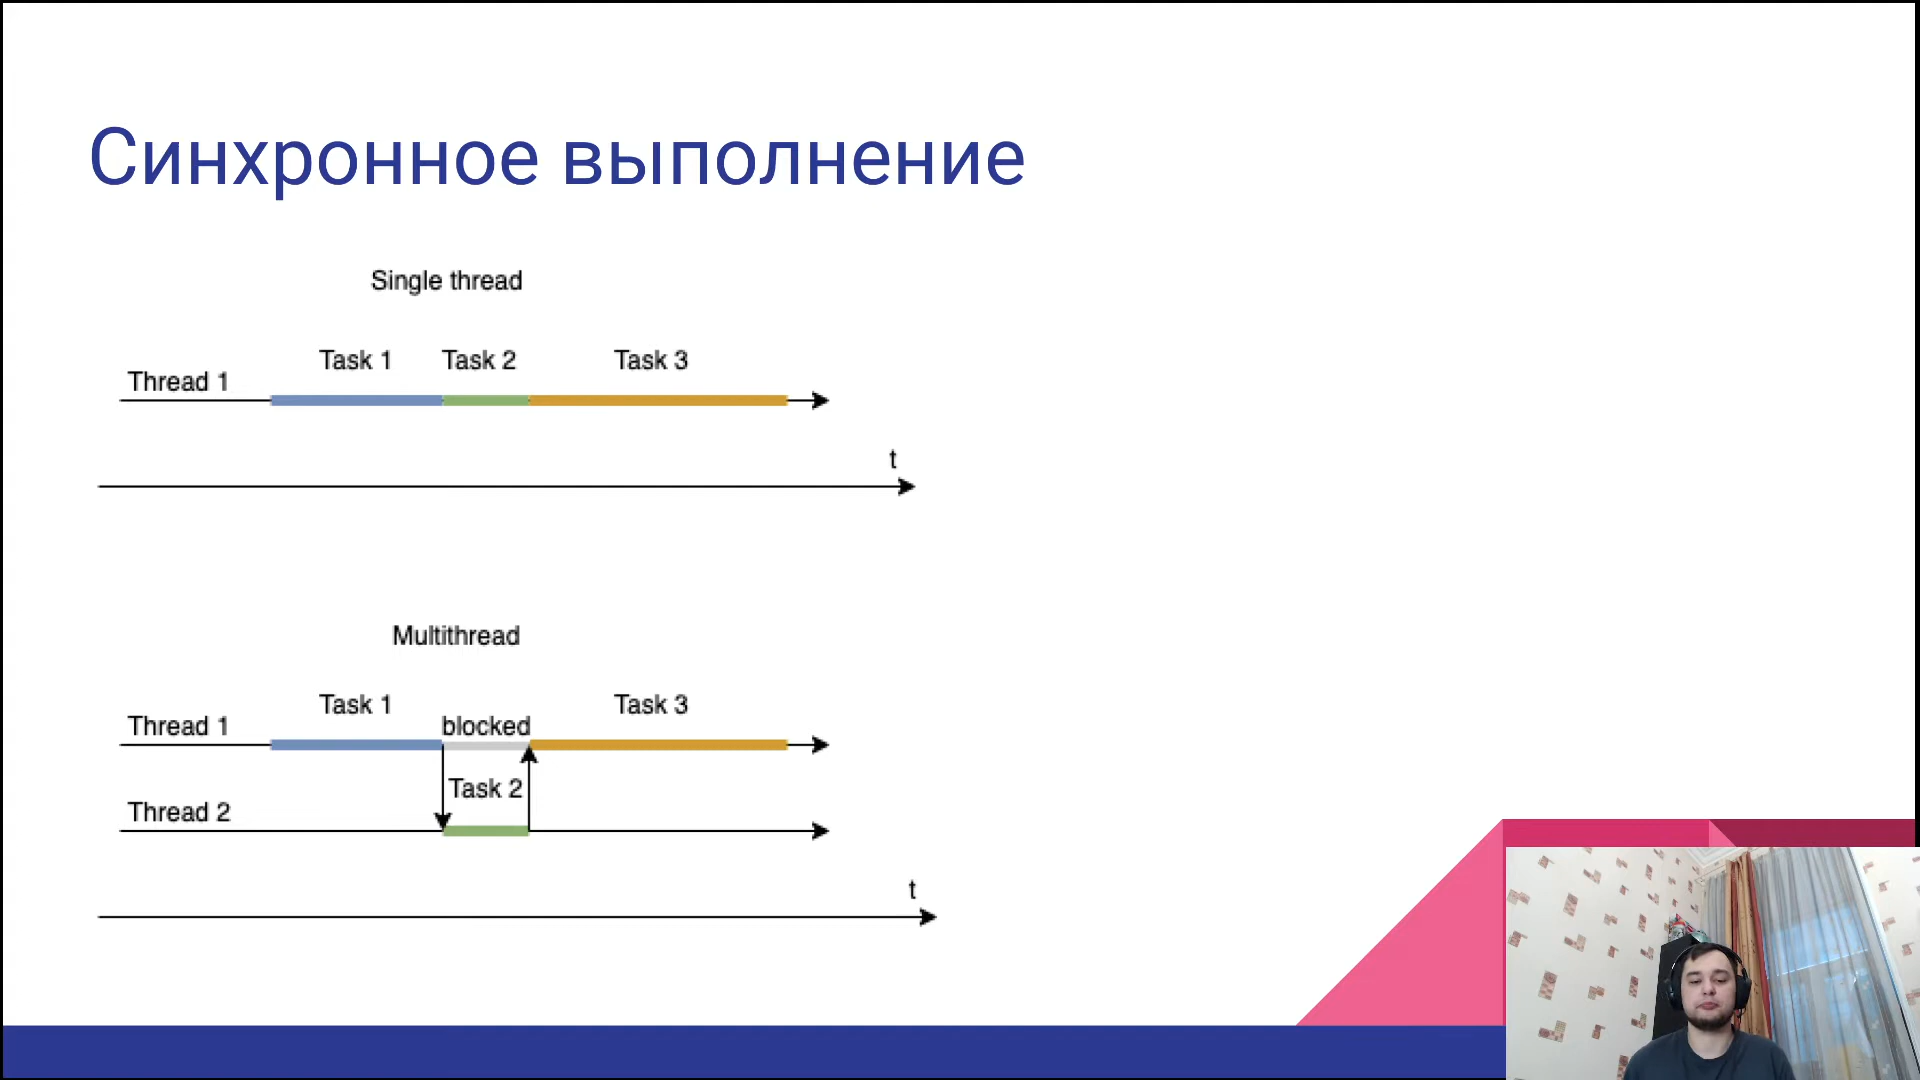 Синхронное выполнение
Single thread
Task 1 Task 2 Task 3
Thread 1
t
Multithread
Task 1 Task 3
Thread 1 blocked
Task 2
Thread 2
t